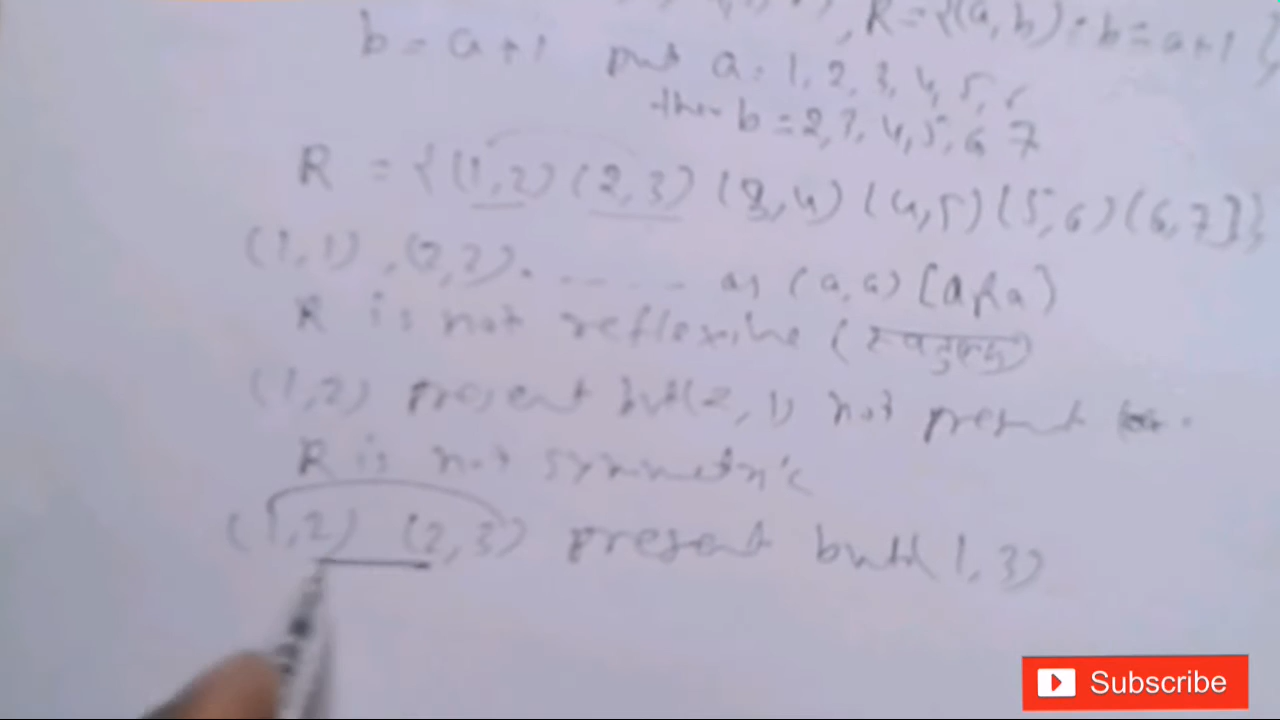 , R = {(a, b) : b = a+1 }
b = a+1 put a = 1, 2, 3, 4, 5, 6
then b = 2, 3, 4, 5, 6 7
R = {(1,2) (2,3) (3,4) (4,5) (5,6) (6,7]},
(1,1) , (2,2). ... ... as (a,a) [aRa)
R is not reflexive (
(1,2) present but (2,1) not present
R is not symmetric
(1,2) (2,3) present but (1,3)
Subscribe